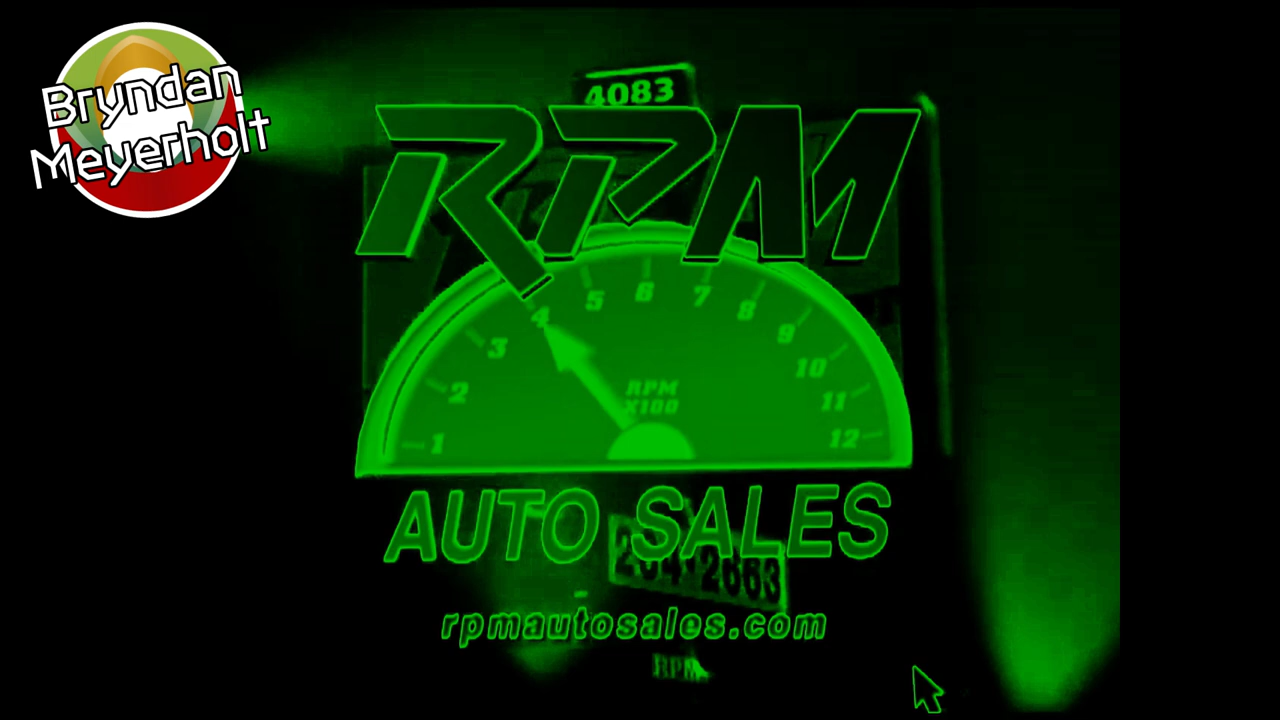 Bryndan
Meyerholt
4083
RPM
1 2 3 4 5 6 7 8 9 10 11 12
RPM
X100
AUTO SALES
rpmautosales.com
RPM